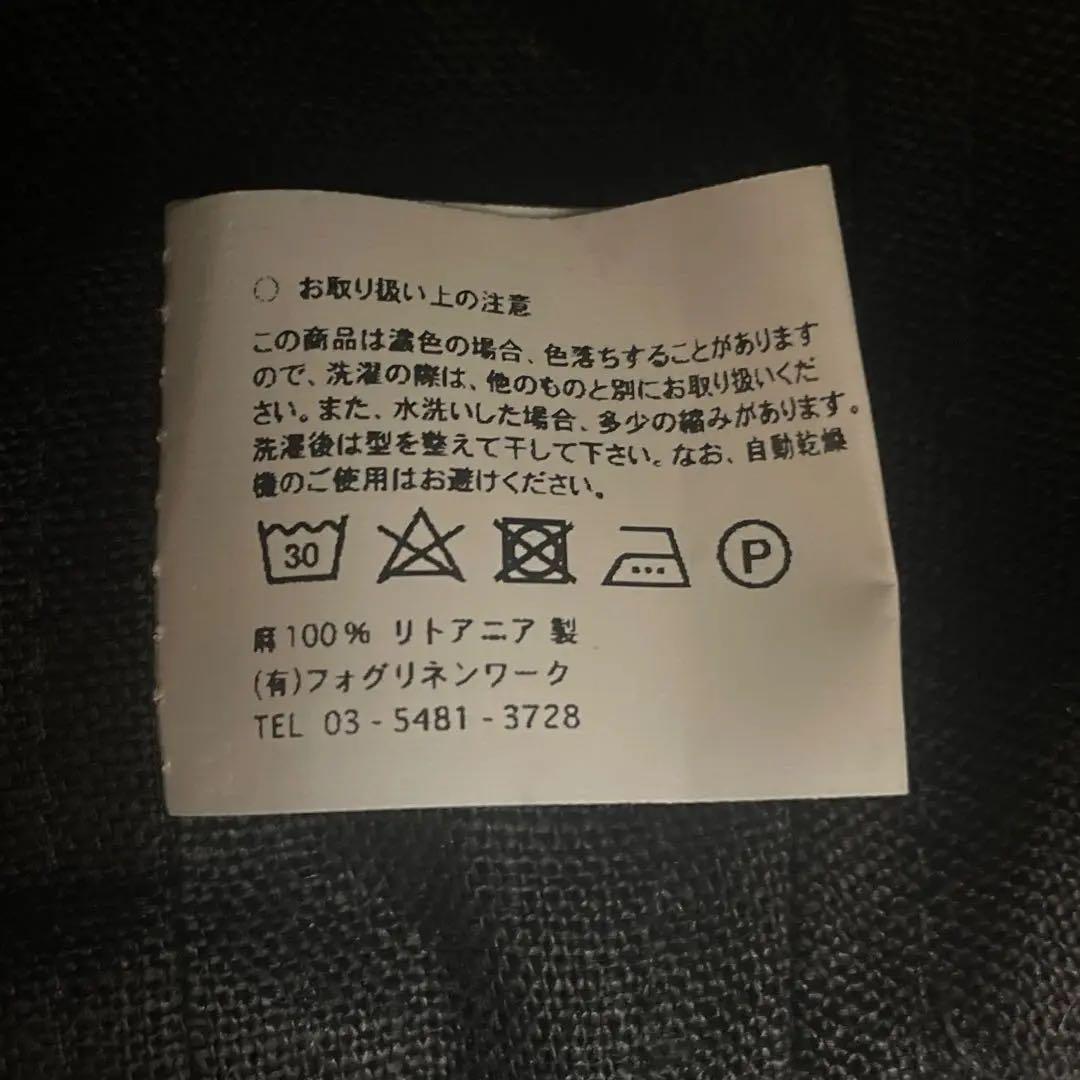 ○ お取り扱い上の注意
この商品は濃色の場合、色落ちすることがあります
ので、洗濯の際は、他のものと別にお取り扱いくだ
さい。また、水洗いした場合、多少の縮みがあります。
洗濯後は型を整えて干して下さい。なお、自動乾燥
機のご使用はお避けください。
30 P
麻100% リトアニア 製
(有)フォグリネンワーク
TEL 03 - 5481 - 3728